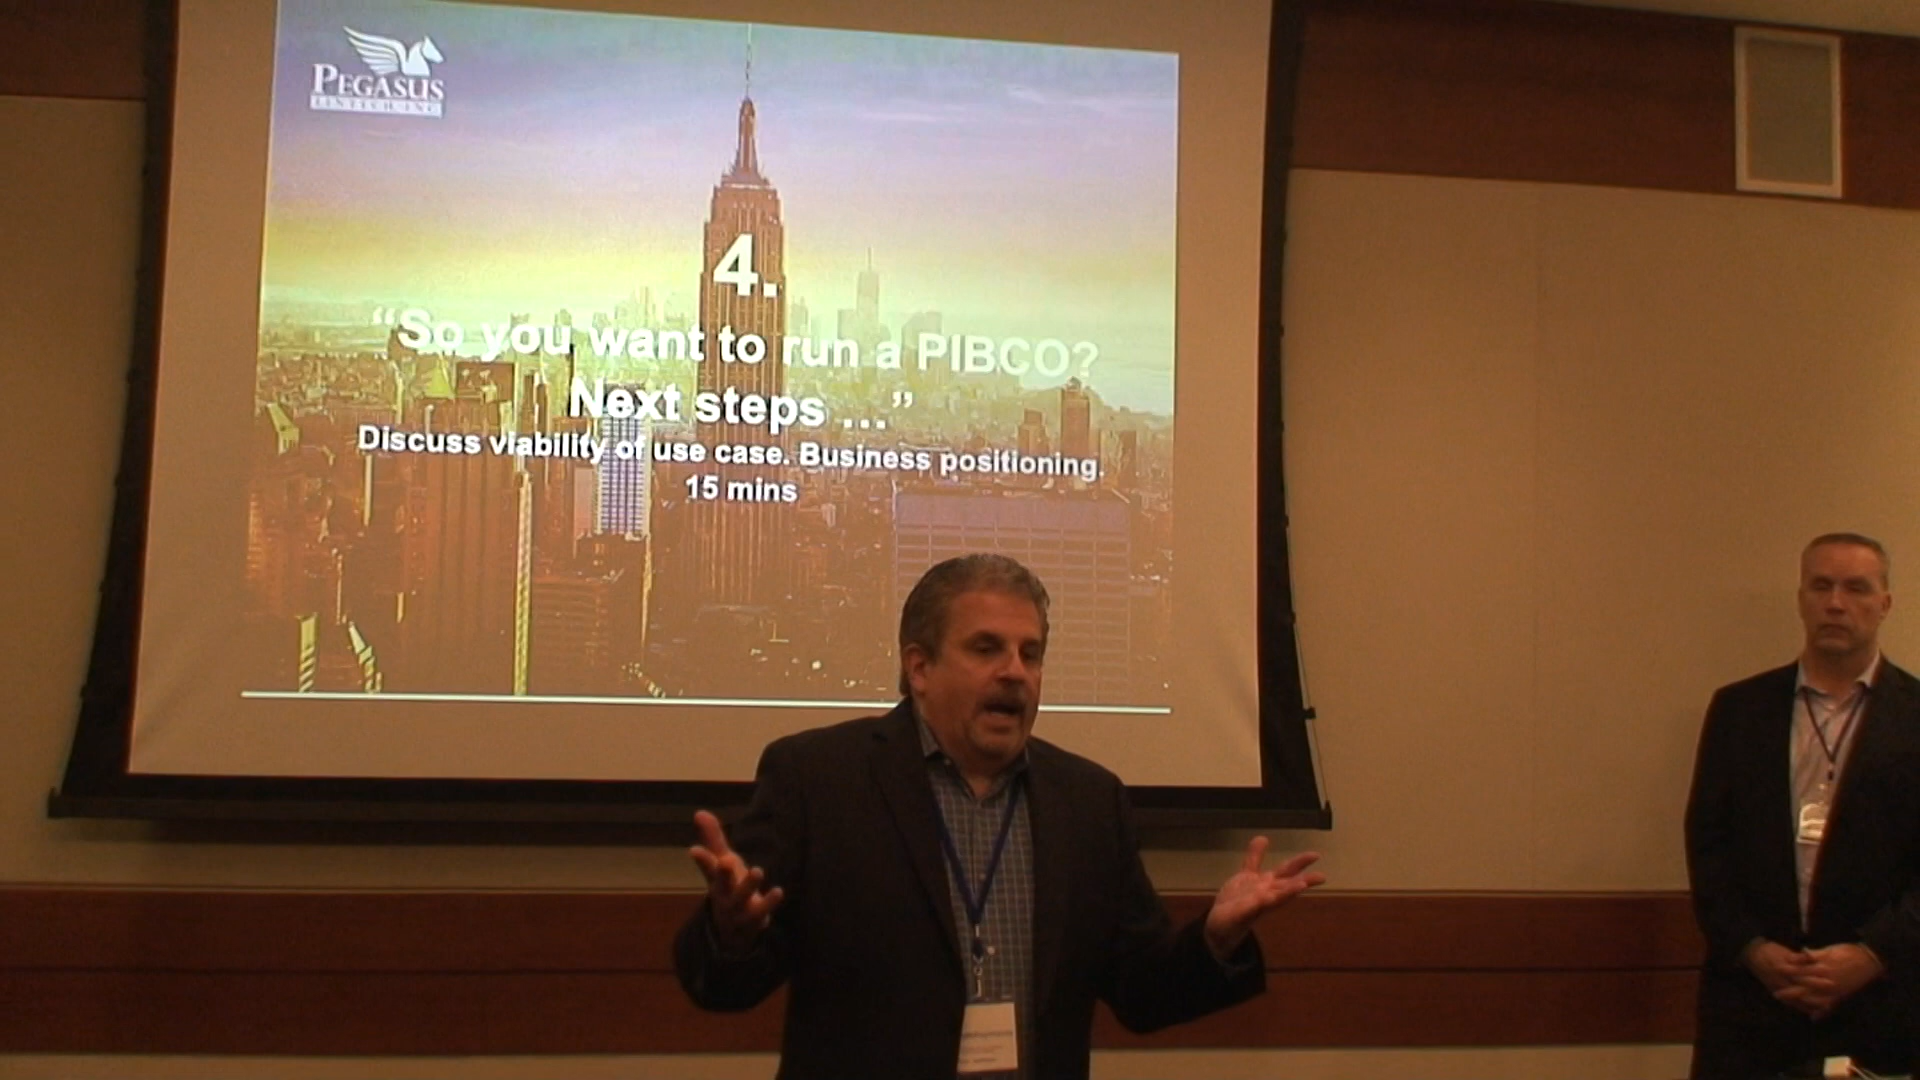 PEGASUS
4.
“So you want to run a PIBCO?
Next steps ...”
Discuss viability of use case. Business positioning.
15 mins